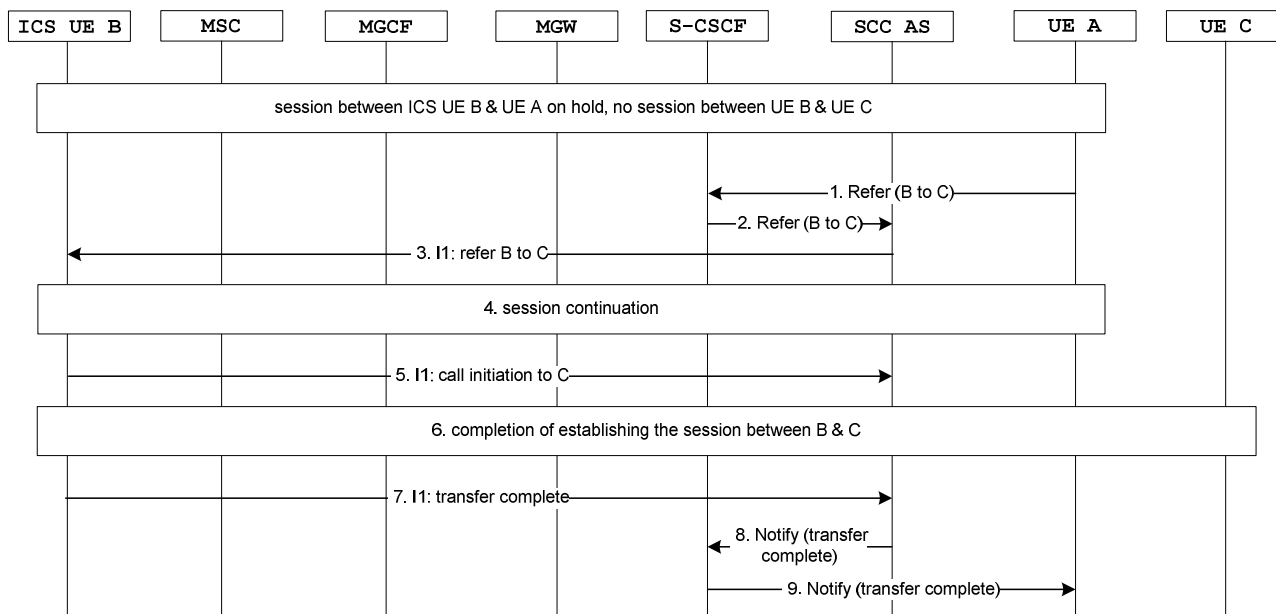 ICS UE B
MSC
MGCF
MGW
S-CSCF
SCC AS
UE A
UE C
session between ICS UE B & UE A on hold, no session between UE B & UE C
1. Refer (B to C)
2. Refer (B to C)
3. I1: refer B to C
4. session continuation
5. I1: call initiation to C
6. completion of establishing the session between B & C
7. I1: transfer complete
8. Notify (transfer
complete)
9. Notify (transfer complete)